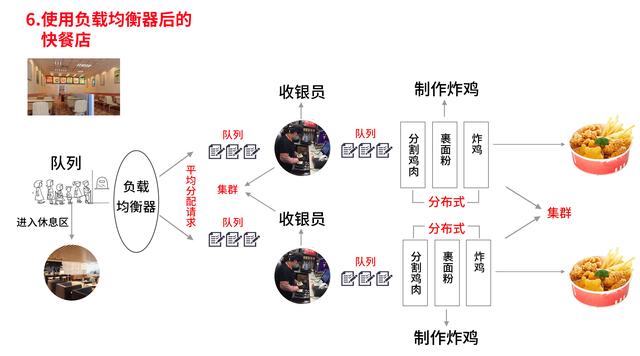 6.使用负载均衡器后的
快餐店
收银员
制作炸鸡
队列
队列
分割鸡肉
裹面粉
炸鸡
队列
负载
均衡器
平均分配请求
集群
分布式
集群
进入休息区
收银员
队列
分布式
队列
分割鸡肉
裹面粉
炸鸡
制作炸鸡